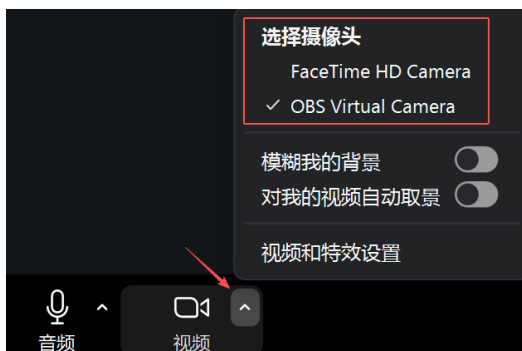 选择摄像头
FaceTime HD Camera
OBS Virtual Camera
模糊我的背景
对我的视频自动取景
视频和特效设置
音频
视频